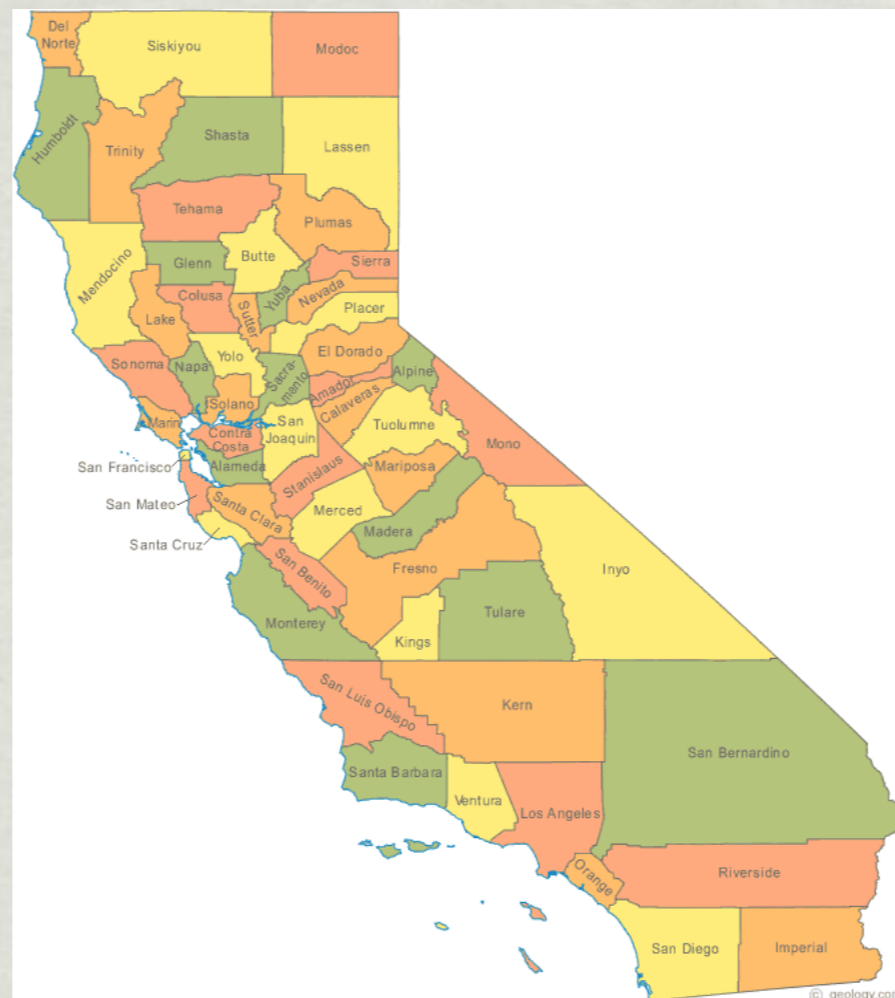 Del
Norte
Siskiyou
Modoc
Humboldt
Trinity
Shasta
Lassen
Tehama
Plumas
Mendocino
Glenn
Butte
Sierra
Colusa
Yuba
Nevada
Lake
Sutter
Placer
Sonoma
Napa
Yolo
El Dorado
Sacra-
mento
Alpine
Amador
Solano
Calaveras
Marin
Contra
Costa
San
Joaquin
Tuolumne
Mono
San Francisco
Alameda
Stanislaus
Mariposa
San Mateo
Santa Clara
Merced
Madera
Santa Cruz
San Benito
Fresno
Inyo
Monterey
Kings
Tulare
San Luis Obispo
Kern
San Bernardino
Santa Barbara
Ventura
Los Angeles
Orange
Riverside
San Diego
Imperial
© geology.con